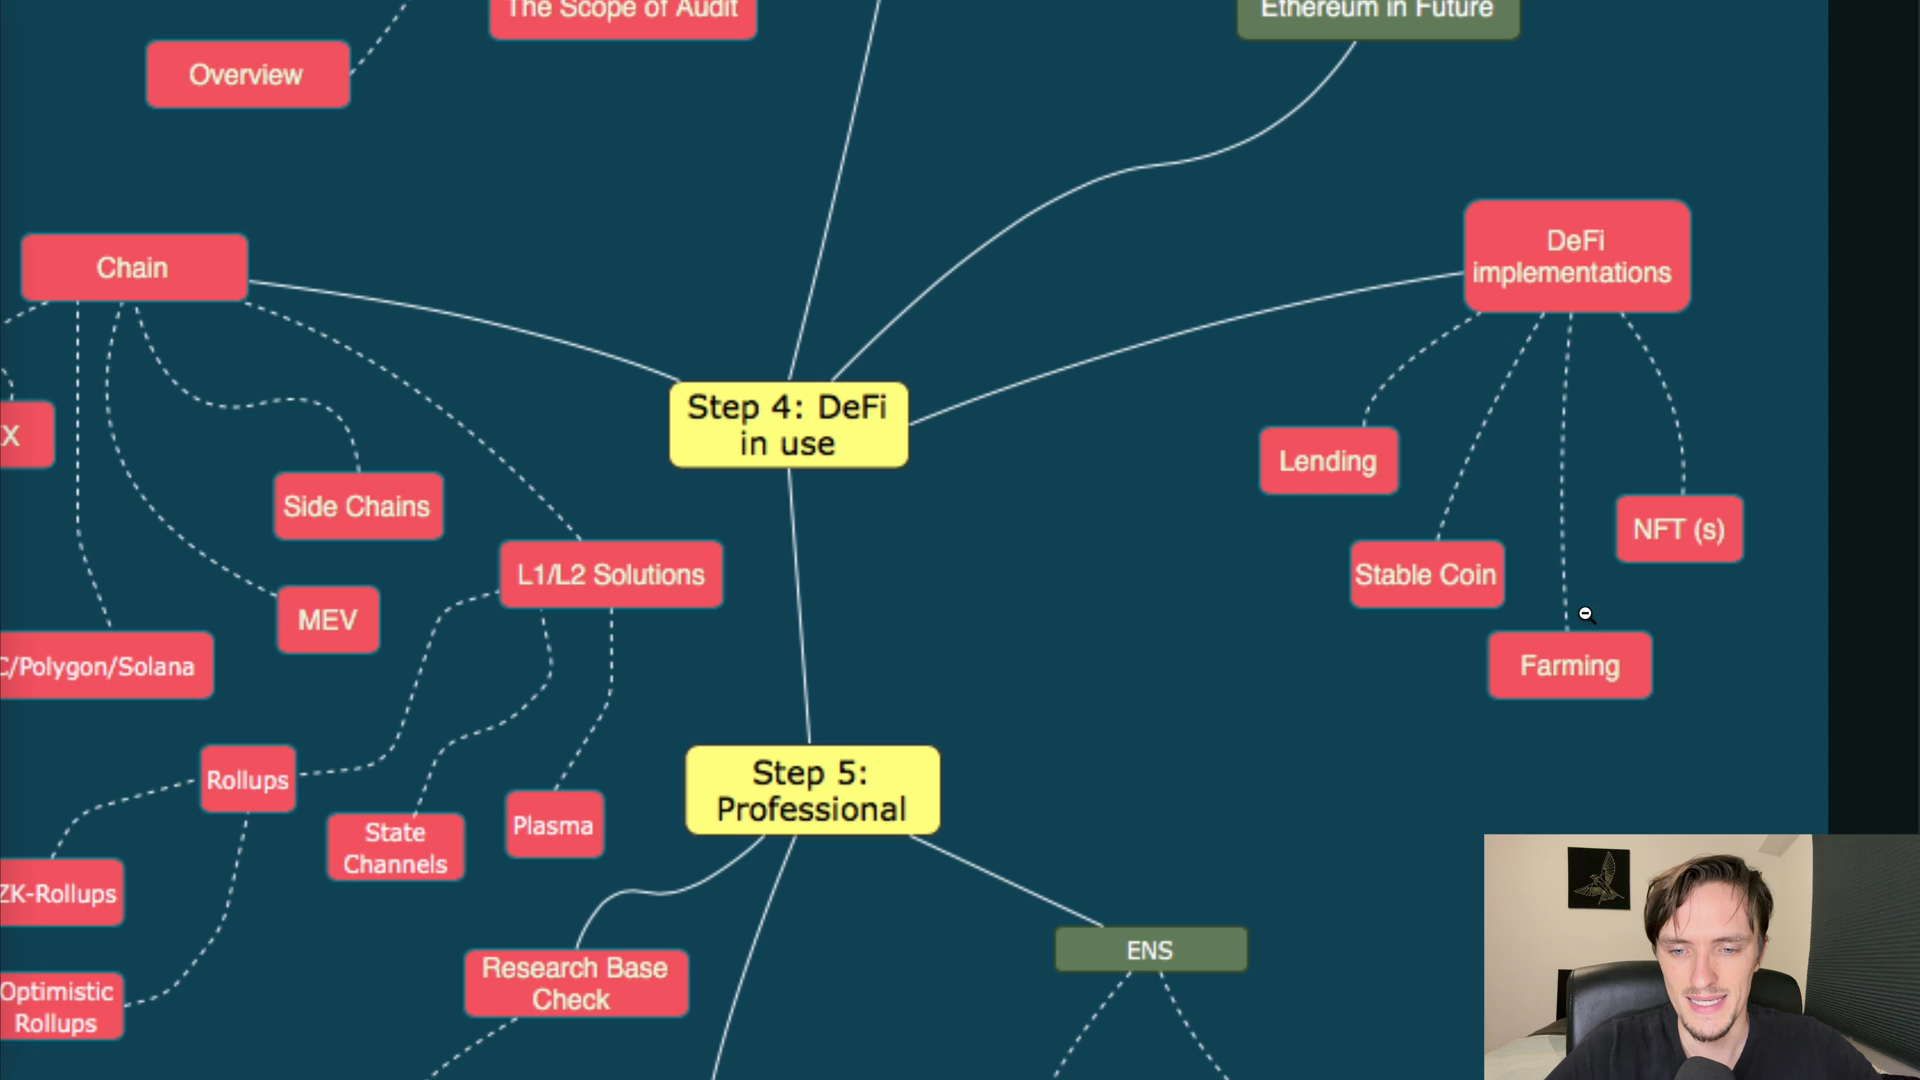 The Scope of Audit
Ethereum in Future
Overview
Chain
DeFi
implementations
Step 4: DeFi
in use
X
Lending
Side Chains
NFT (s)
L1/L2 Solutions
Stable Coin
MEV
C/Polygon/Solana
Farming
Rollups
Step 5:
Professional
State
Channels
Plasma
ZK-Rollups
ENS
Research Base
Check
Optimistic
Rollups